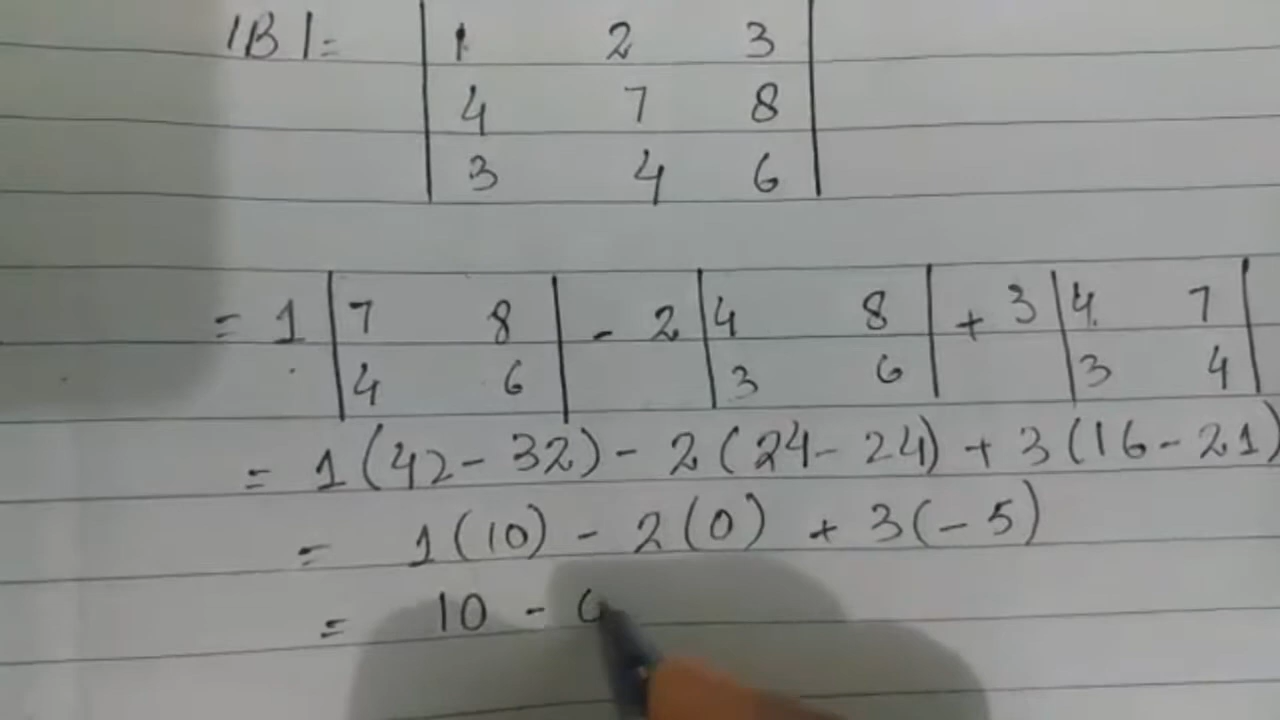 |B| = | 1 2 3 |
| 4 7 8 |
| 3 4 6 |
= 1 | 7 8 | - 2 | 4 8 | + 3 | 4 7 |
| 4 6 | | 3 6 | | 3 4 |
= 1 (42 - 32) - 2 (24 - 24) + 3 (16 - 21)
= 1 (10) - 2 (0) + 3 (- 5)
= 10 -